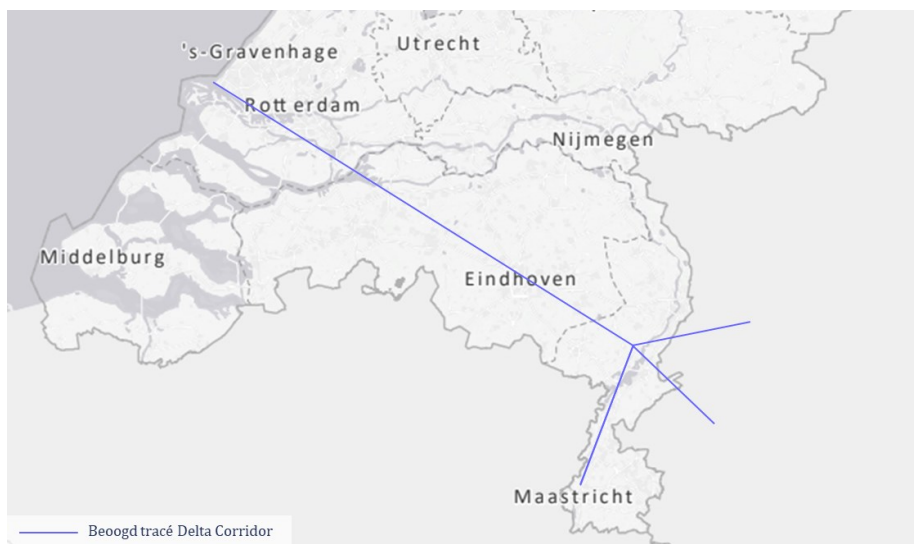 Utrecht
's-Gravenhage
Rotterdam
Nijmegen
Middelburg
Eindhoven
Maastricht
Beoogd tracé Delta Corridor